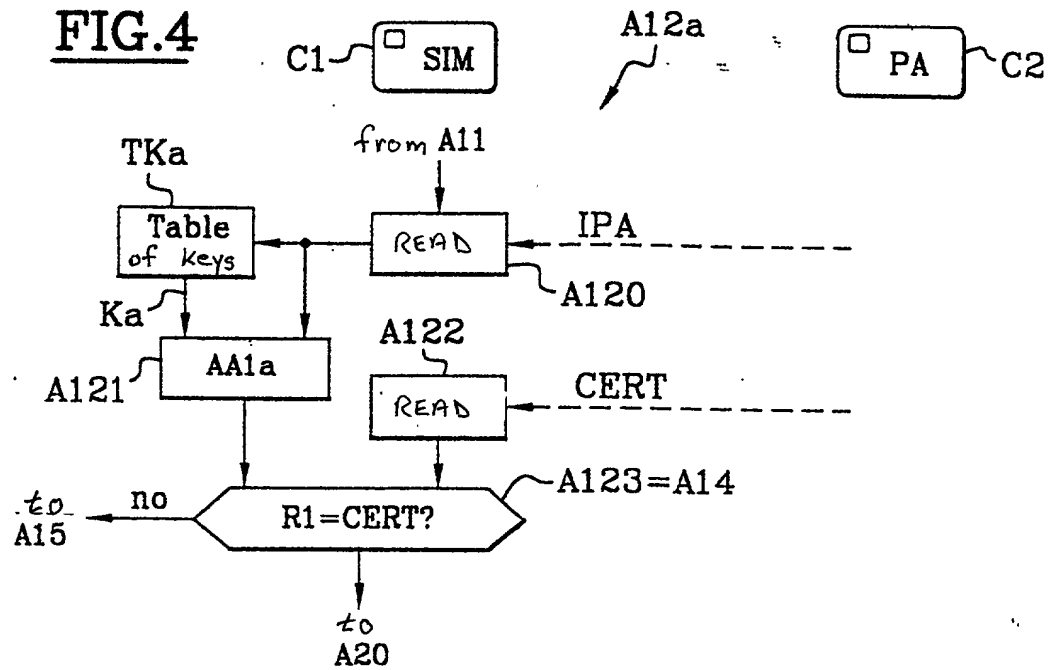 FIG.4
C1
SIM
A12a
PA
C2
from A11
TKa
Table
of keys
READ
IPA
A120
Ka
A122
AA1a
A121
READ
CERT
A123=A14
to
no
A15
R1=CERT?
to
A20